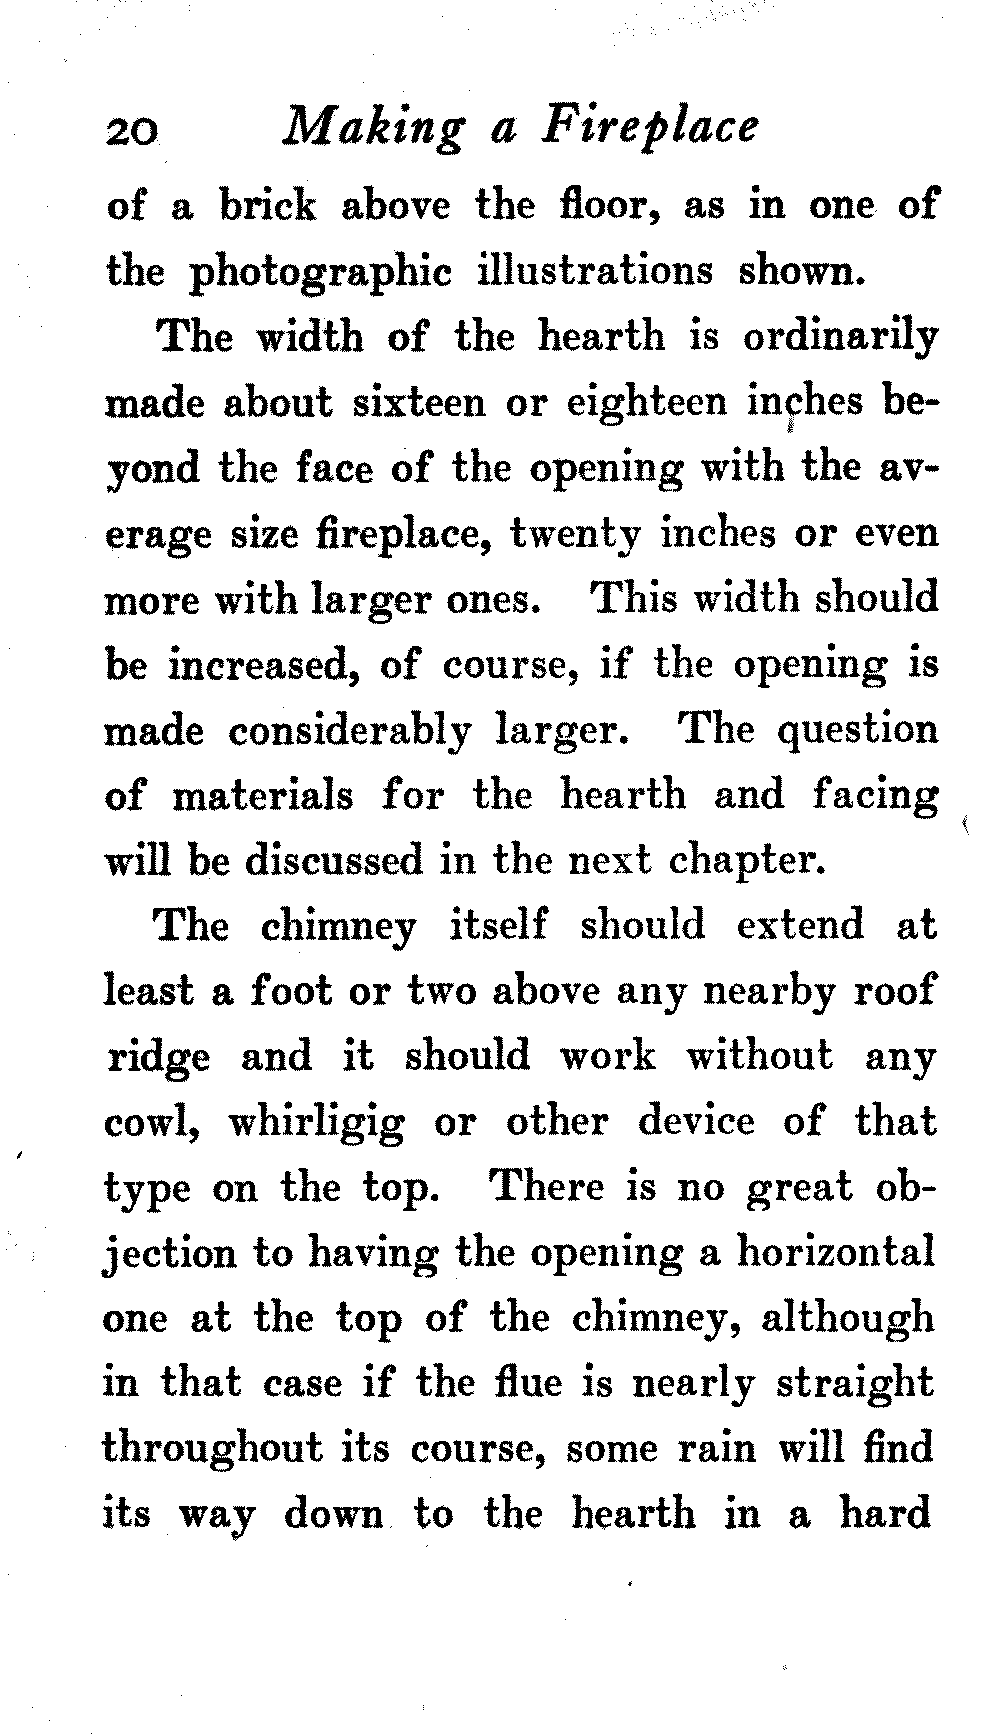 20 Making a Fireplace
of a brick above the floor, as in one of
the photographic illustrations shown.
The width of the hearth is ordinarily
made about sixteen or eighteen inches be-
yond the face of the opening with the av-
erage size fireplace, twenty inches or even
more with larger ones. This width should
be increased, of course, if the opening is
made considerably larger. The question
of materials for the hearth and facing
will be discussed in the next chapter.
The chimney itself should extend at
least a foot or two above any nearby roof
ridge and it should work without any
cowl, whirligig or other device of that
type on the top. There is no great ob-
jection to having the opening a horizontal
one at the top of the chimney, although
in that case if the flue is nearly straight
throughout its course, some rain will find
its way down to the hearth in a hard